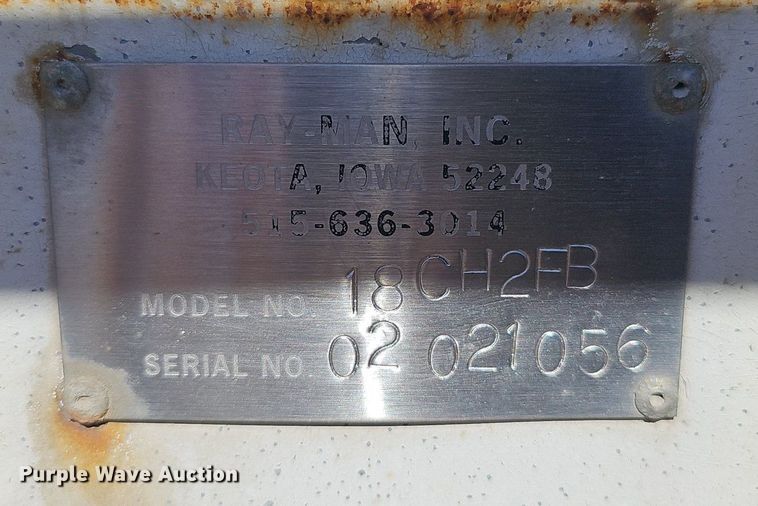 RAY-MAN, INC.
KEOTA, IOWA 52248
515-636-3014
MODEL NO. 18CH2FB
SERIAL NO. 02 021056
Purple Wave Auction